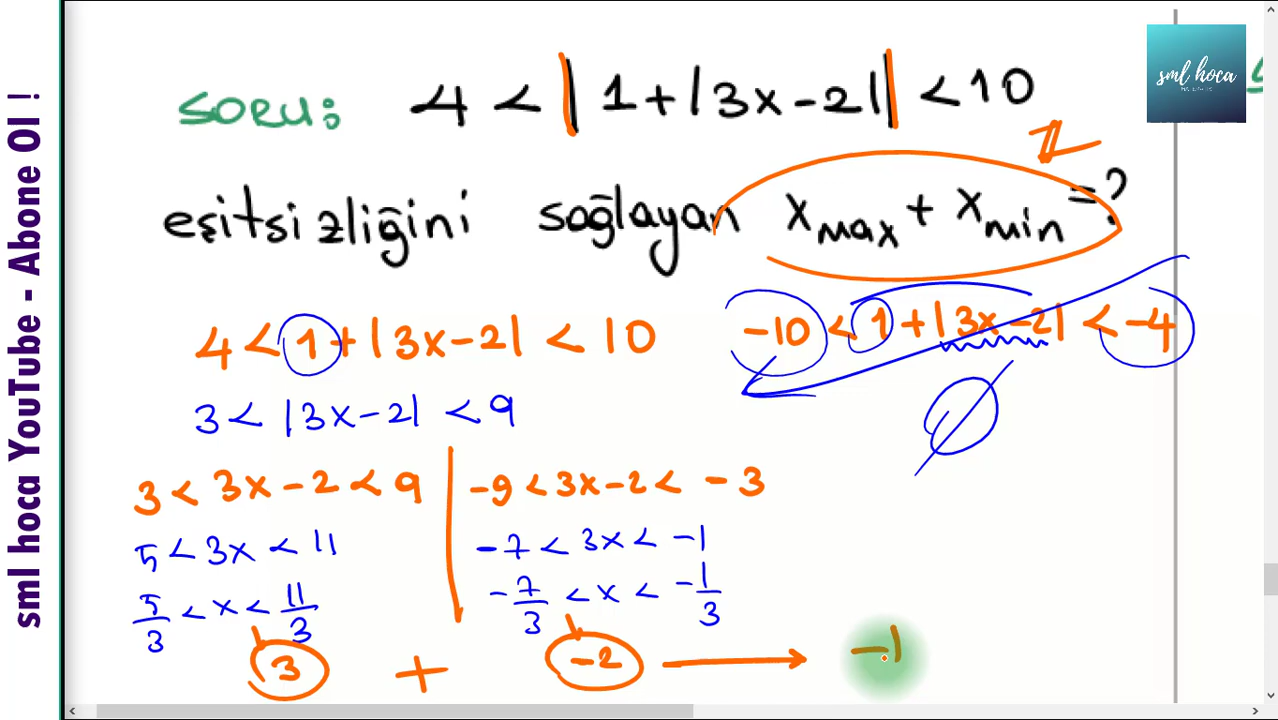 sml hoca YouTube - Abone Ol !
sml hoca
SORU: 4 < |1+|3x-2|| < 10
Z
eşitsizliğini sağlayan x_max + x_min = ?
4 < 1 + |3x-2| < 10
-10 < 1 + |3x-2| < -4
3 < |3x-2| < 9
3 < 3x-2 < 9
-9 < 3x-2 < -3
5 < 3x < 11
-7 < 3x < -1
5/3 < x < 11/3
-7/3 < x < -1/3
3 + -2 → -1